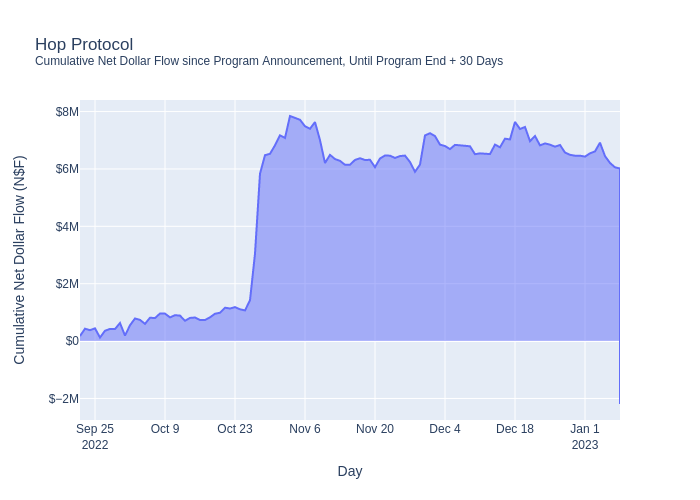 Hop Protocol
Cumulative Net Dollar Flow since Program Announcement, Until Program End + 30 Days
Cumulative Net Dollar Flow (N$F)
$8M
$6M
$4M
$2M
$0
$−2M
Sep 25
2022
Oct 9
Oct 23
Nov 6
Nov 20
Dec 4
Dec 18
Jan 1
2023
Day